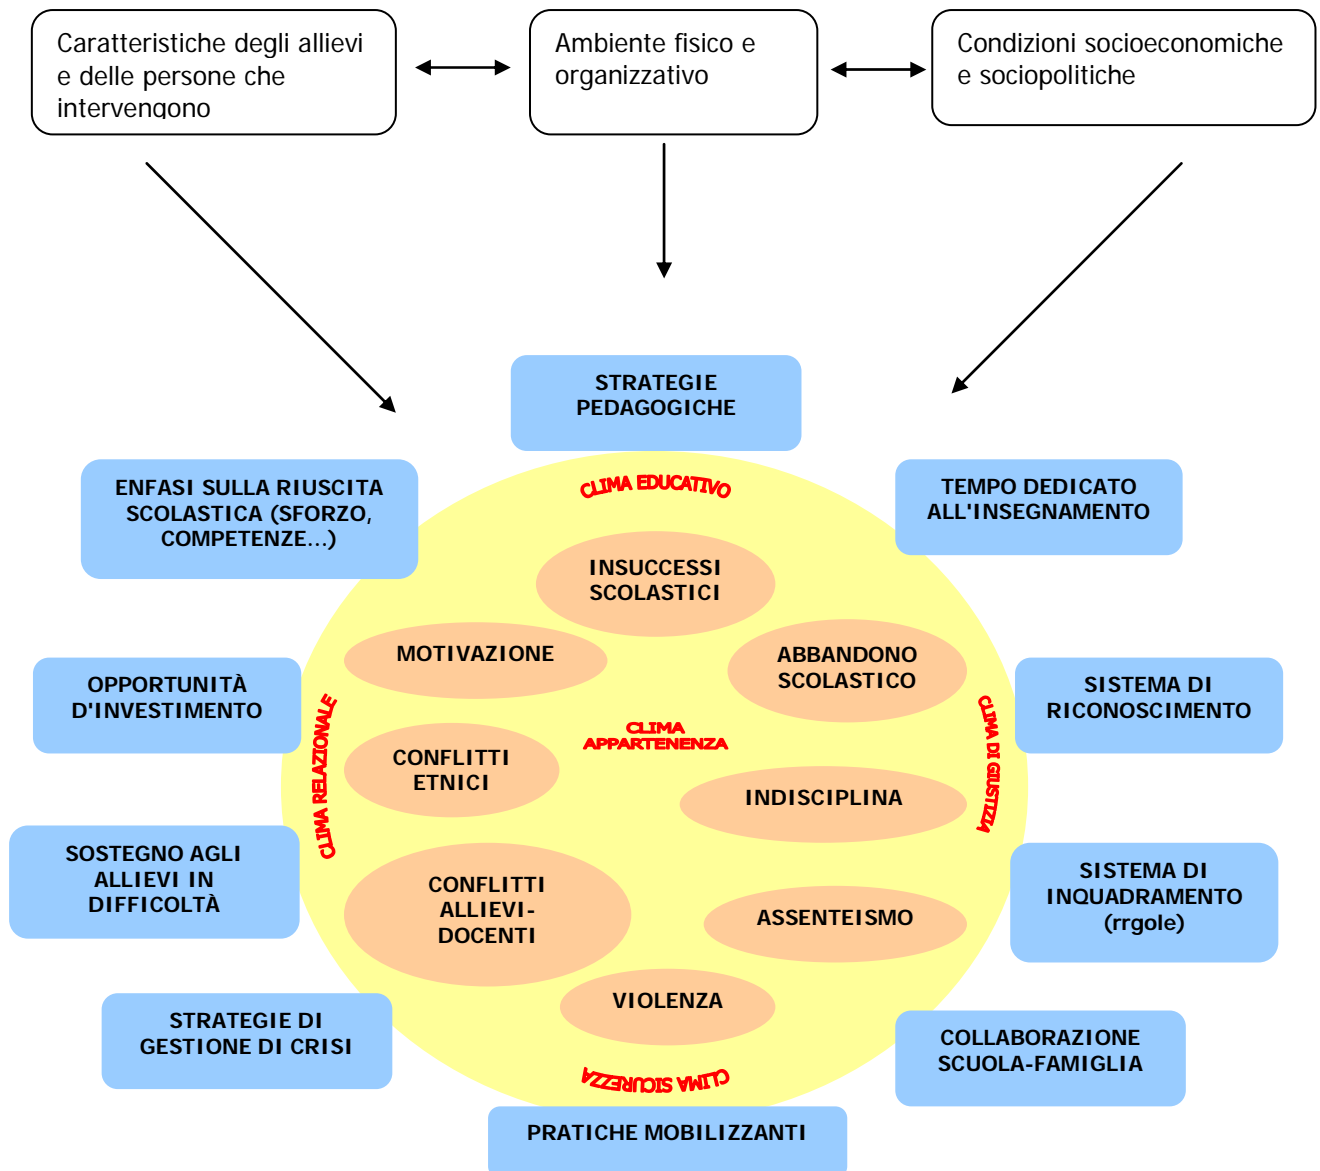 Caratteristiche degli allievi
e delle persone che
intervengono
Ambiente fisico e
organizzativo
Condizioni socioeconomiche
e sociopolitiche
STRATEGIE
PEDAGOGICHE
ENFASI SULLA RIUSCITA
SCOLASTICA (SFORZO,
COMPETENZE...)
CLIMA EDUCATIVO
TEMPO DEDICATO
ALL'INSEGNAMENTO
INSUCCESSI
SCOLASTICI
MOTIVAZIONE
ABBANDONO
SCOLASTICO
OPPORTUNITÀ
D'INVESTIMENTO
CLIMA RELAZIONALE
CLIMA
APPARTENENZA
CLIMA DI GIUSTIZIA
SISTEMA DI
RICONOSCIMENTO
CONFLITTI
ETNICI
INDISCIPLINA
SOSTEGNO AGLI
ALLIEVI IN
DIFFICOLTÀ
CONFLITTI
ALLIEVI-
DOCENTI
ASSENTEISMO
SISTEMA DI
INQUADRAMENTO
(rrgole)
VIOLENZA
STRATEGIE DI
GESTIONE DI CRISI
COLLABORAZIONE
SCUOLA-FAMIGLIA
CLIMA SICUREZZA
PRATICHE MOBILIZZANTI